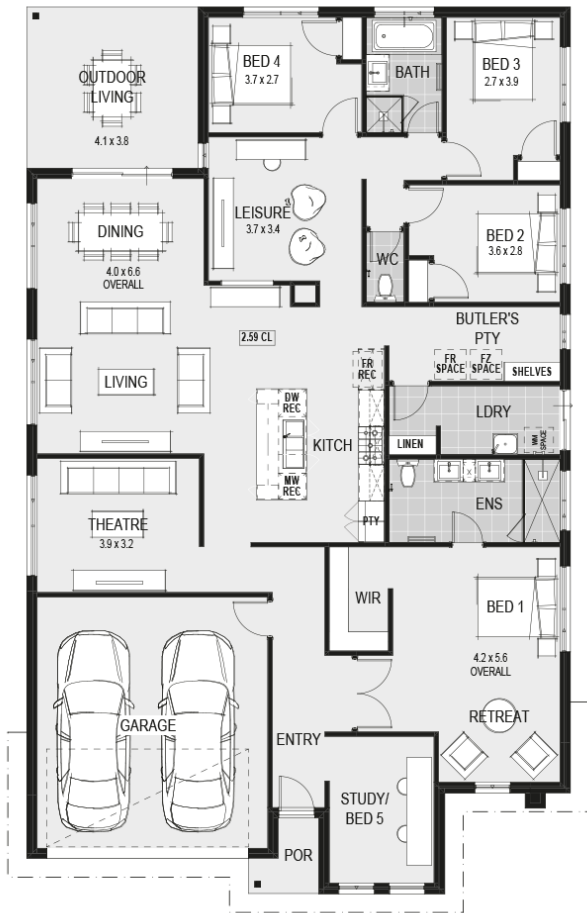 BED 4
3.7 x 2.7
BATH
BED 3
2.7 x 3.9
OUTDOOR
LIVING
4.1 x 3.8
LEISURE
3.7 x 3.4
DINING
4.0 x 6.6
OVERALL
WC
BED 2
3.6 x 2.8
BUTLER'S
PTY
2.59 CL
FR
SPACE
FZ
SPACE
SHELVES
FR
REC
LIVING
DW
REC
KITCH
LINEN
LDRY
WM
SPACE
MW
REC
PTY
ENS
THEATRE
3.9 x 3.2
WIR
BED 1
4.2 x 5.6
OVERALL
RETREAT
GARAGE
ENTRY
STUDY/
BED 5
POR